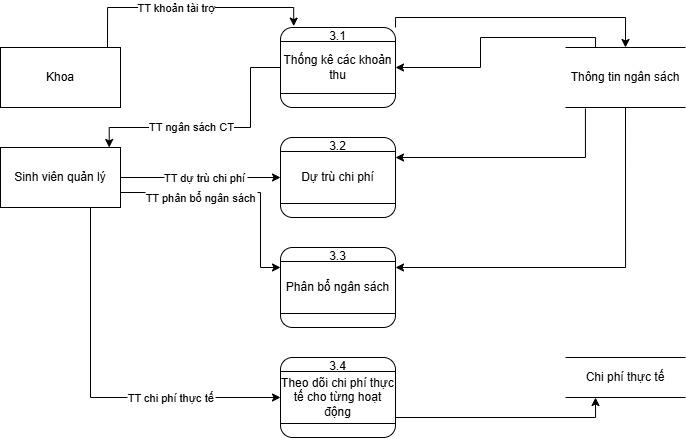 TT khoản tài trợ
3.1
Thống kê các khoản
thu
Khoa
Thông tin ngân sách
TT ngân sách CT
3.2
Dự trù chi phí
Sinh viên quản lý
TT dự trù chi phí
TT phân bổ ngân sách
3.3
Phân bổ ngân sách
3.4
Theo dõi chi phí thực
tế cho từng hoạt
động
Chi phí thực tế
TT chi phí thực tế